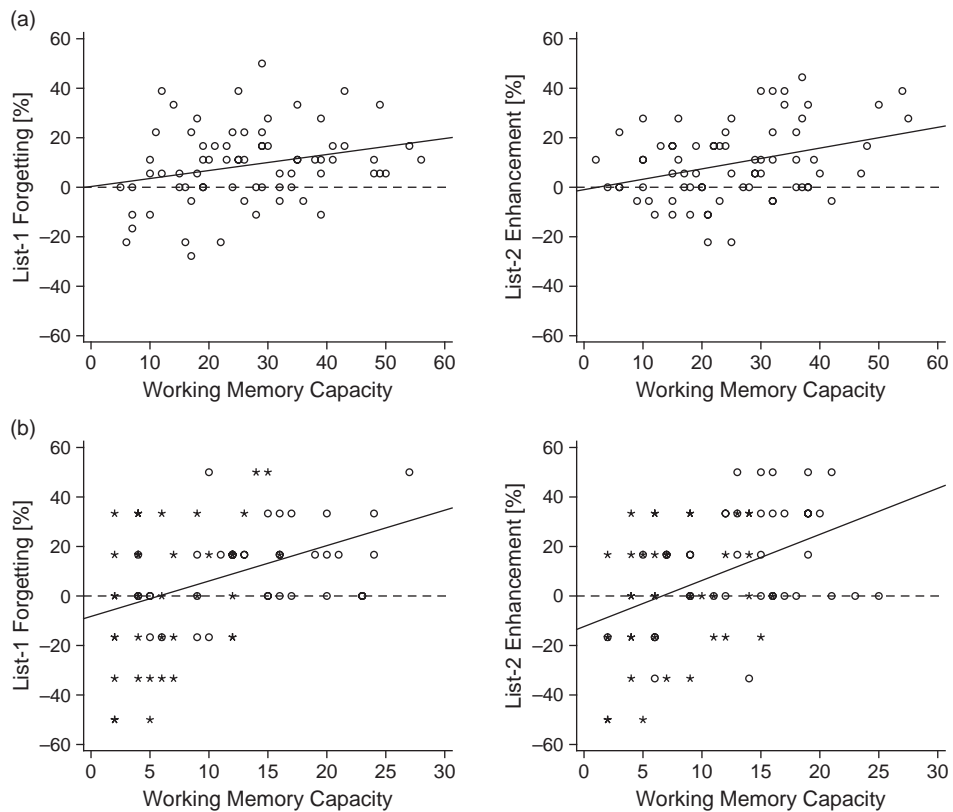 (a)
60
40
20
0
–20
–40
–60
List-1 Forgetting [%]
0 10 20 30 40 50 60
Working Memory Capacity
60
40
20
0
–20
–40
–60
List-2 Enhancement [%]
0 10 20 30 40 50 60
Working Memory Capacity
(b)
60
40
20
0
–20
–40
–60
List-1 Forgetting [%]
0 5 10 15 20 25 30
Working Memory Capacity
60
40
20
0
–20
–40
–60
List-2 Enhancement [%]
0 5 10 15 20 25 30
Working Memory Capacity